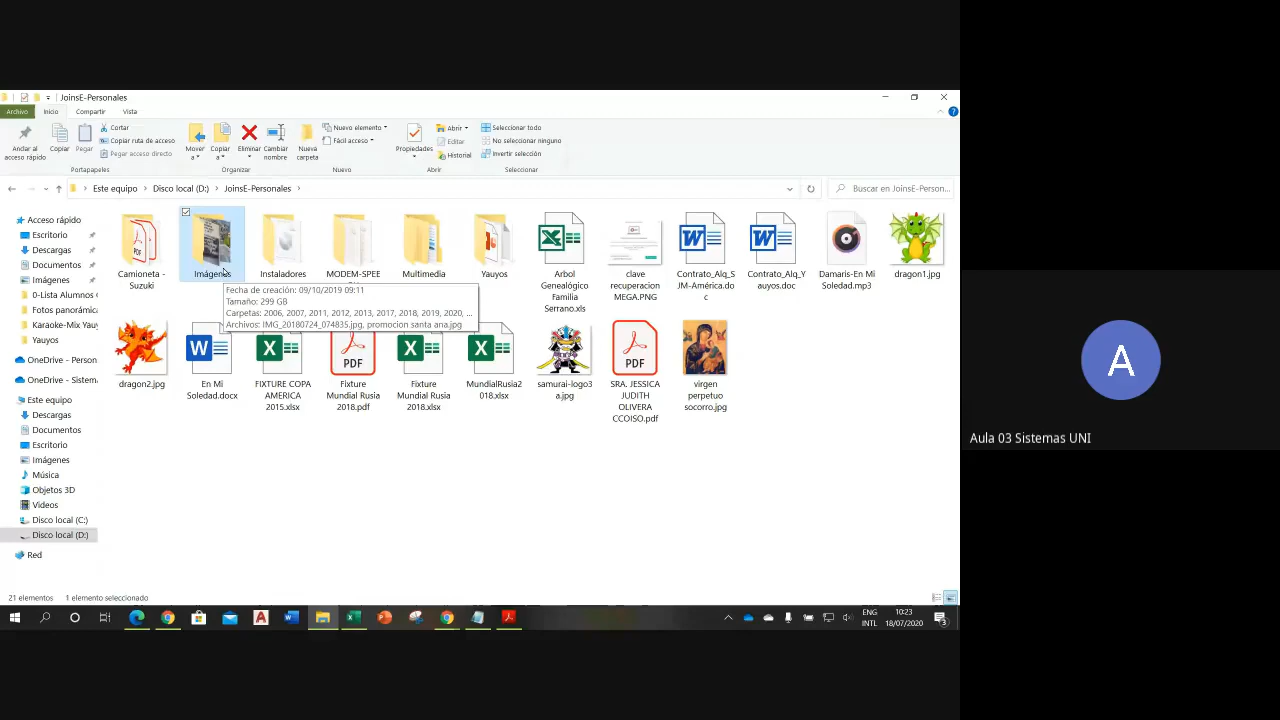 JoinsE-Personales
Archivo Inicio Compartir Vista
Anclar al acceso rápido
Copiar
Pegar
Cortar
Copiar ruta de acceso
Pegar acceso directo
Portapapeles
Mover a
Copiar a
Eliminar
Cambiar nombre
Organizar
Nueva carpeta
Nuevo elemento
Fácil acceso
Nuevo
Propiedades
Abrir
Editar
Historial
Abrir
Seleccionar todo
No seleccionar ninguno
Invertir selección
Seleccionar
Este equipo > Disco local (D:) > JoinsE-Personales >
Buscar en JoinsE-Person...
Acceso rápido
Escritorio
Descargas
Documentos
Imágenes
0-Lista Alumnos
Fotos panorámica
Karaoke-Mix Yauy
Yauyos
OneDrive - Person
OneDrive - Sistema
Este equipo
Descargas
Documentos
Escritorio
Imágenes
Música
Objetos 3D
Videos
Disco local (C:)
Disco local (D:)
Red
Camioneta - Suzuki
Imágenes
Instaladores
MODEM-SPEE
Multimedia
Yauyos
Arbol Genealógico Familia Serrano.xls
clave recuperacion MEGA.PNG
Contrato_Alq_SJM-América.doc
Contrato_Alq_Yauyos.doc
Damaris-En Mi Soledad.mp3
dragon1.jpg
Fecha de creación: 09/10/2019 09:11
Tamaño: 299 GB
Carpetas: 2006, 2007, 2011, 2012, 2013, 2017, 2018, 2019, 2020, ...
Archivos: IMG_20180724_074835.jpg, promocion santa ana.jpg
dragon2.jpg
En Mi Soledad.docx
FIXTURE COPA AMERICA 2015.xlsx
PDF
Fixture Mundial Rusia 2018.pdf
Fixture Mundial Rusia 2018.xlsx
MundialRusia2018.xlsx
samurai-logo3a.jpg
PDF
SRA. JESSICA JUDITH OLIVERA CCOISO.pdf
virgen perpetuo socorro.jpg
21 elementos 1 elemento seleccionado
ENG INTL
10:23
18/07/2020
A
Aula 03 Sistemas UNI